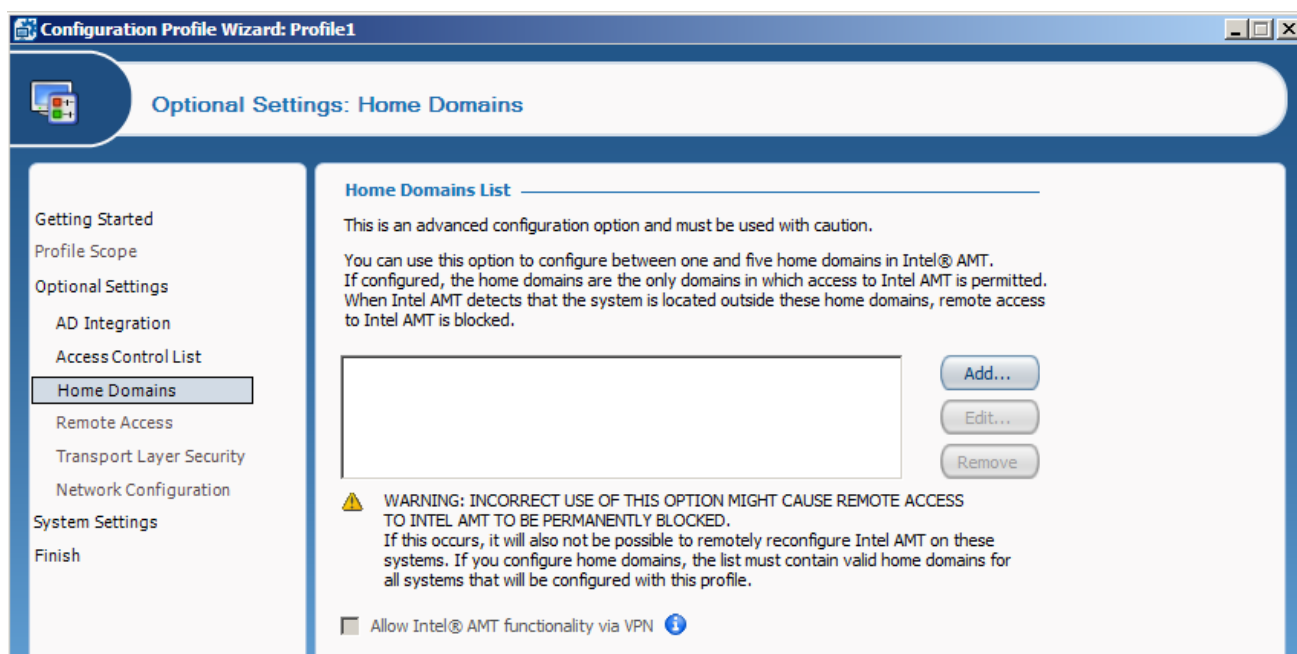 Configuration Profile Wizard: Profile1
Optional Settings: Home Domains
Getting Started
Profile Scope
Optional Settings
AD Integration
Access Control List
Home Domains
Remote Access
Transport Layer Security
Network Configuration
System Settings
Finish
Home Domains List
This is an advanced configuration option and must be used with caution.
You can use this option to configure between one and five home domains in Intel® AMT.
If configured, the home domains are the only domains in which access to Intel AMT is permitted.
When Intel AMT detects that the system is located outside these home domains, remote access
to Intel AMT is blocked.
Add...
Edit...
Remove
WARNING: INCORRECT USE OF THIS OPTION MIGHT CAUSE REMOTE ACCESS
TO INTEL AMT TO BE PERMANENTLY BLOCKED.
If this occurs, it will also not be possible to remotely reconfigure Intel AMT on these
systems. If you configure home domains, the list must contain valid home domains for
all systems that will be configured with this profile.
Allow Intel® AMT functionality via VPN